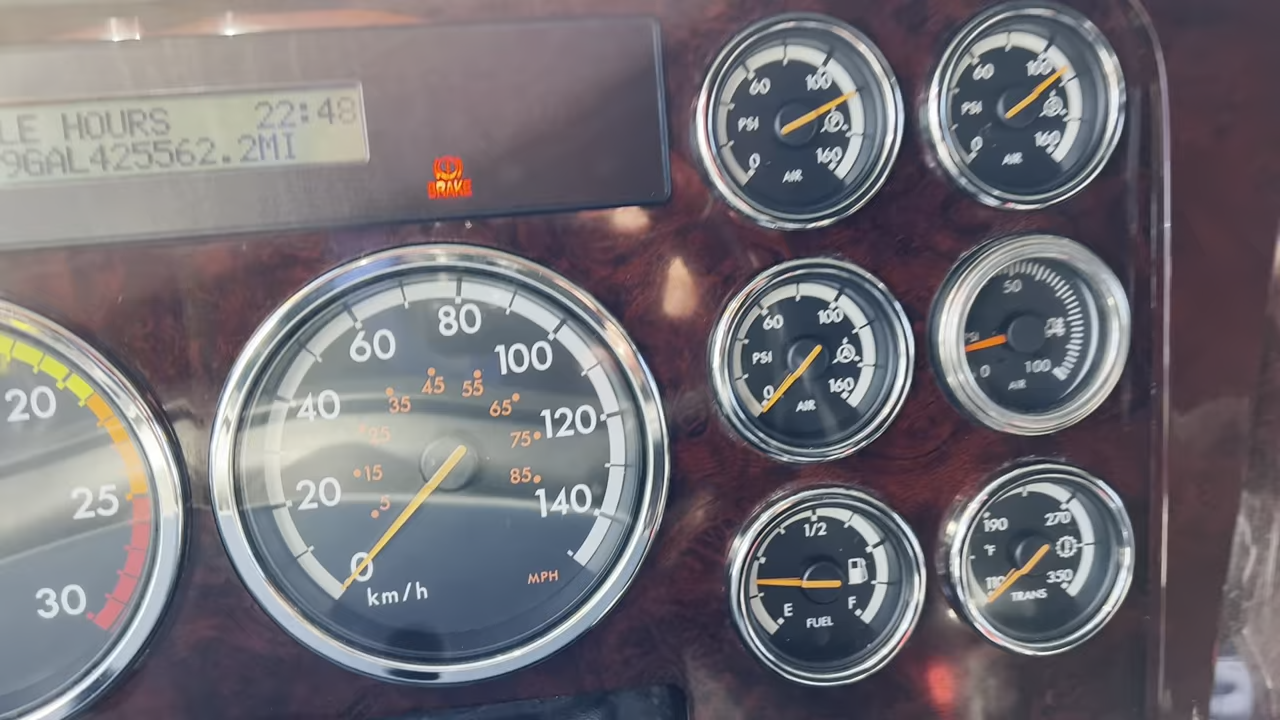 LE HOURS 22:48
9GAL425562.2MI
BRAKE
20
25
30
0
20
40
60
80
100
120
140
5
15
25
35
45
55
65
75
85
km/h
MPH
60
100
PSI
0
160
AIR
60
100
PSI
0
160
AIR
60
100
PSI
0
160
AIR
50
PSI
0
100
AIR
1/2
E
F
FUEL
190
270
°F
110
350
TRANS